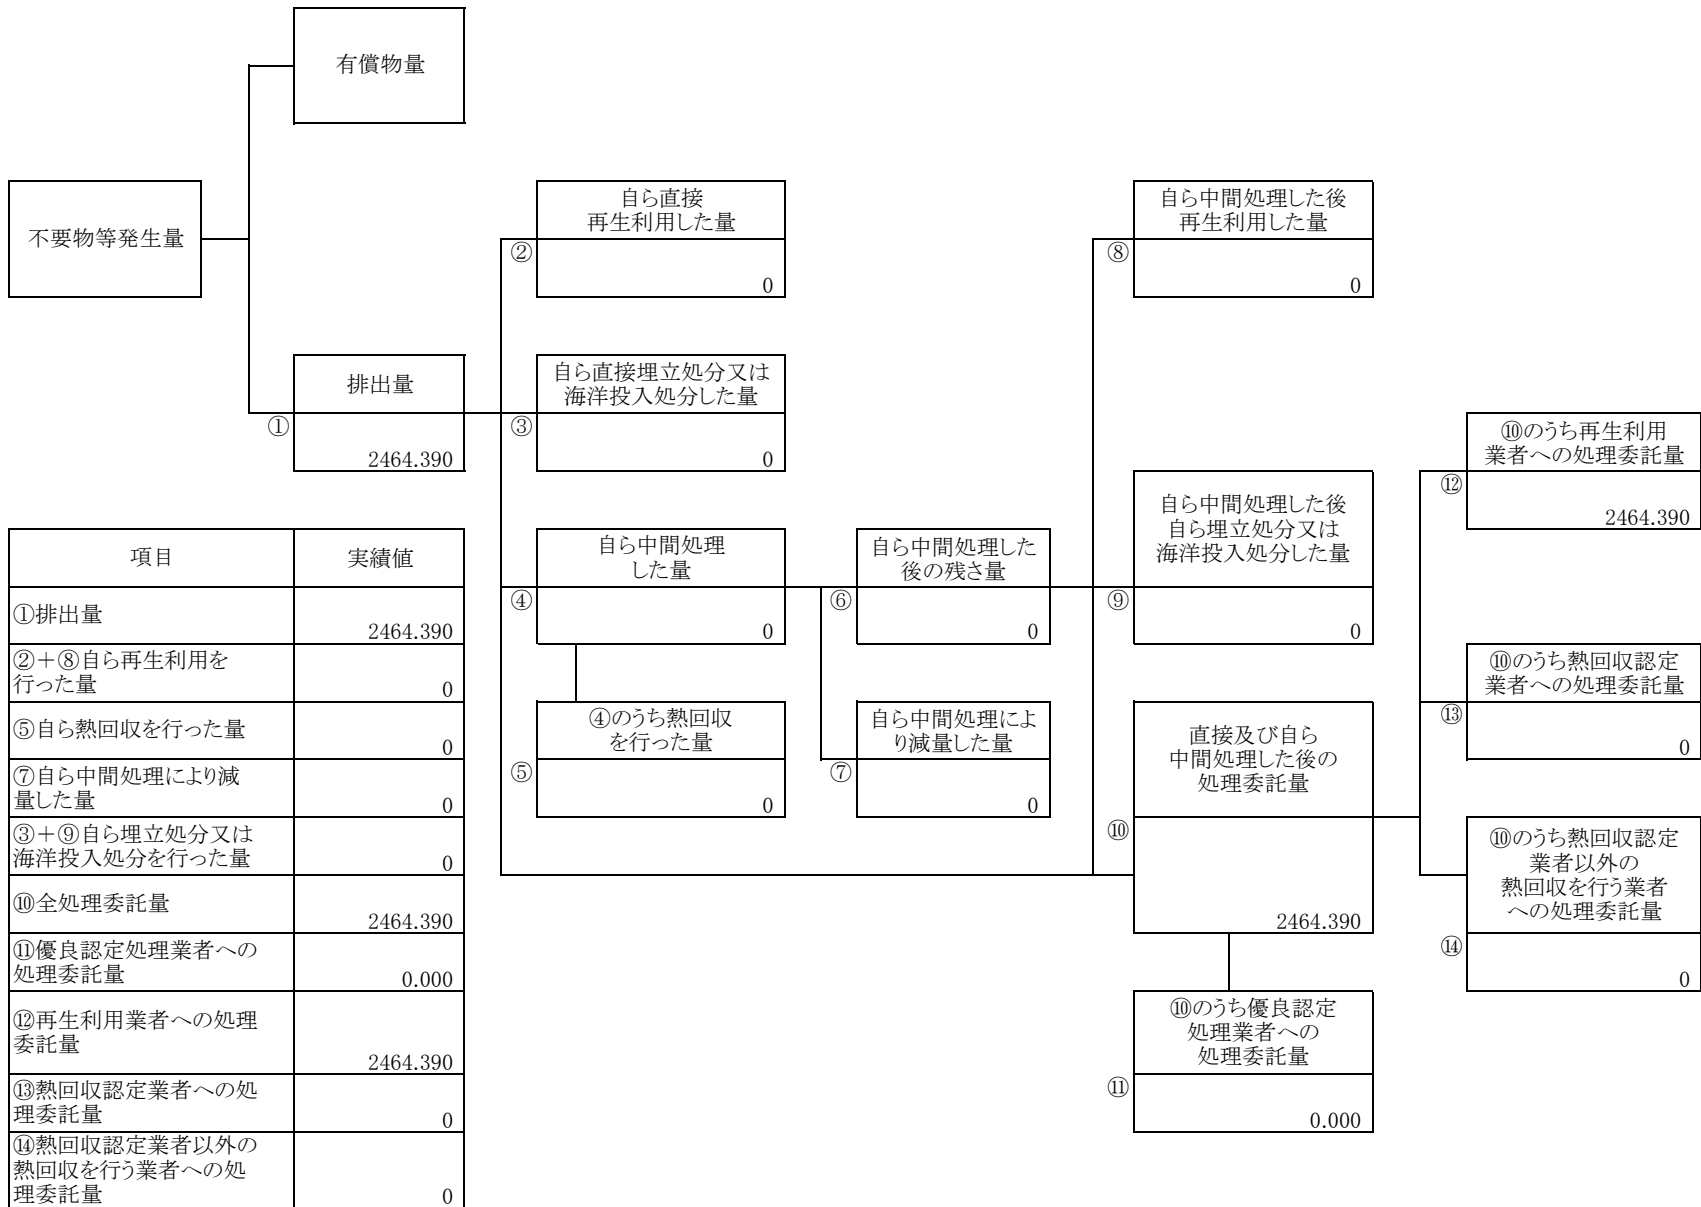 有償物量
不要物等発生量
自ら直接
再生利用した量
②
0
自ら中間処理した後
再生利用した量
⑧
0
排出量
①
2464.390
自ら直接埋立処分又は
海洋投入処分した量
③
0
⑩のうち再生利用
業者への処理委託量
⑫
2464.390
自ら中間処理
した量
④
0
自ら中間処理した
後の残さ量
⑥
0
自ら中間処理した後
自ら埋立処分又は
海洋投入処分した量
⑨
0
⑩のうち熱回収認定
業者への処理委託量
⑬
0
④のうち熱回収
を行った量
⑤
0
自ら中間処理によ
り減量した量
⑦
0
直接及び自ら
中間処理した後の
処理委託量
⑩
2464.390
⑩のうち熱回収認定
業者以外の
熱回収を行う業者
への処理委託量
⑭
0
⑩のうち優良認定
処理業者への
処理委託量
⑪
0.000
項目 実績値
①排出量
2464.390
②+⑧自ら再生利用を
行った量
0
⑤自ら熱回収を行った量
0
⑦自ら中間処理により減
量した量
0
③+⑨自ら埋立処分又は
海洋投入処分を行った量
0
⑩全処理委託量
2464.390
⑪優良認定処理業者への
処理委託量
0.000
⑫再生利用業者への処理
委託量
2464.390
⑬熱回収認定業者への処
理委託量
0
⑭熱回収認定業者以外の
熱回収を行う業者への処
理委託量
0